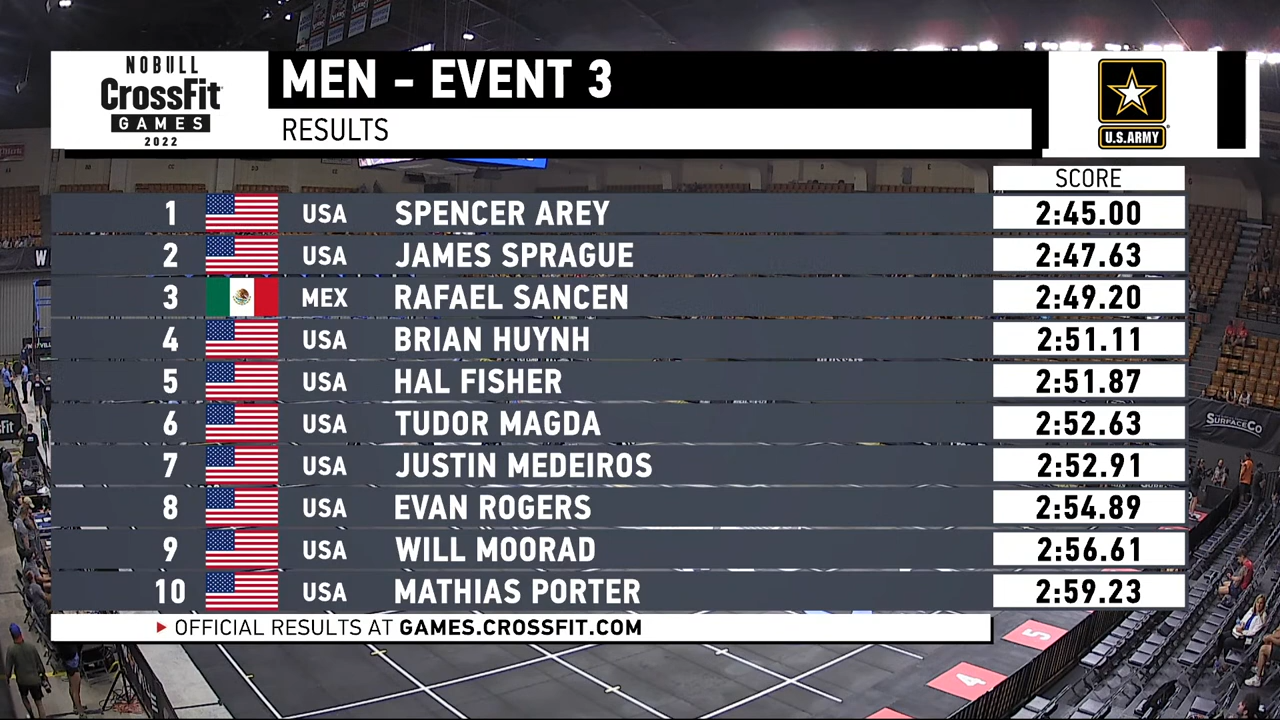 NOBULL
CrossFit
GAMES
2022
MEN - EVENT 3
RESULTS
U.S.ARMY
SCORE
1 USA SPENCER AREY 2:45.00
2 USA JAMES SPRAGUE 2:47.63
3 MEX RAFAEL SANCEN 2:49.20
4 USA BRIAN HUYNH 2:51.11
5 USA HAL FISHER 2:51.87
6 USA TUDOR MAGDA 2:52.63
7 USA JUSTIN MEDEIROS 2:52.91
8 USA EVAN ROGERS 2:54.89
9 USA WILL MOORAD 2:56.61
10 USA MATHIAS PORTER 2:59.23
OFFICIAL RESULTS AT GAMES.CROSSFIT.COM
SURFACECO
5
4